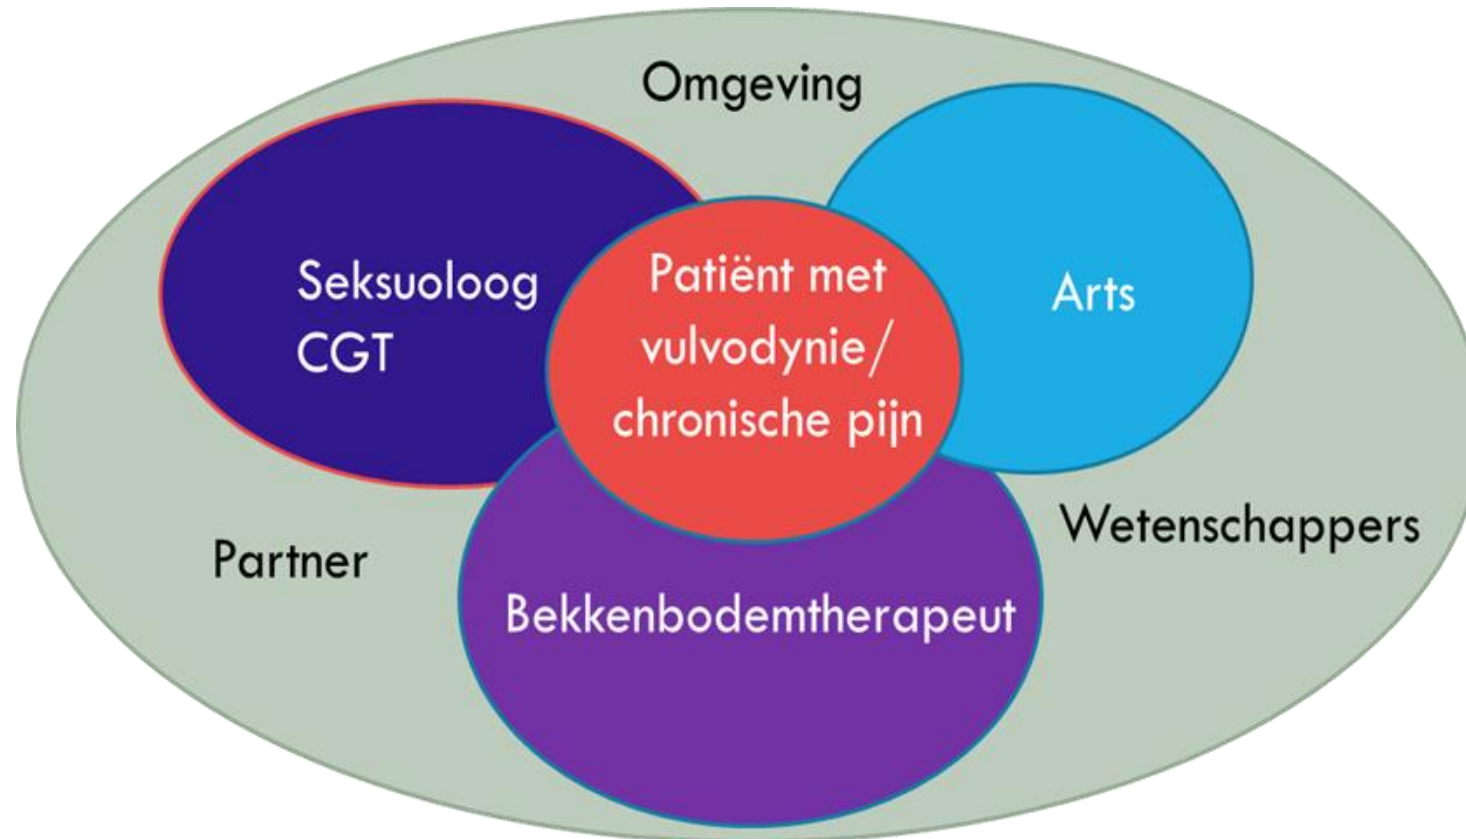 Omgeving
Seksuoloog
CGT
Patiënt met
vulvodynie/
chronische pijn
Arts
Partner
Wetenschappers
Bekkenbodemtherapeut